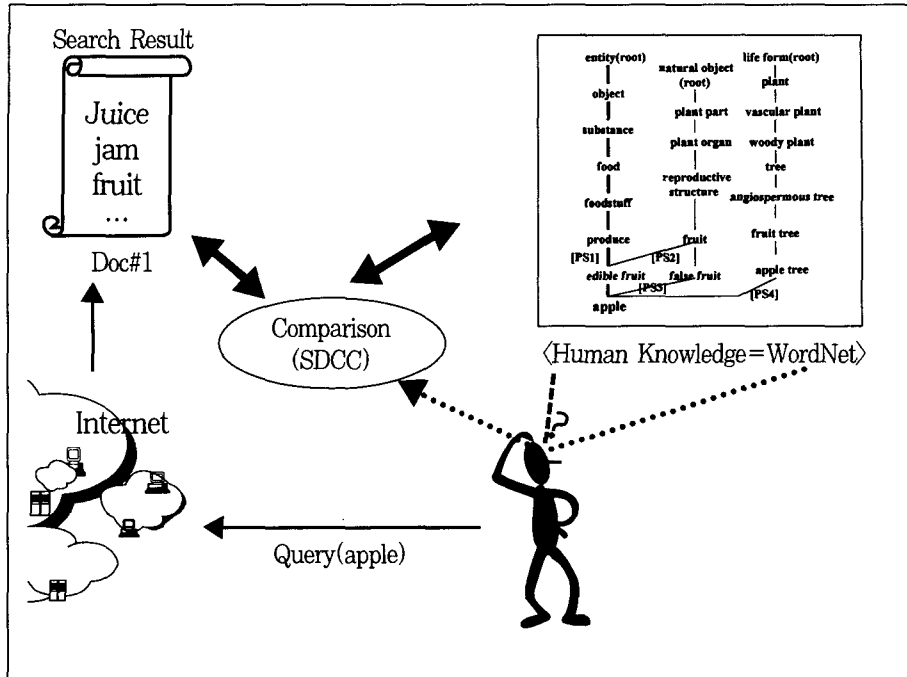 Search Result
Juice
jam
fruit
...
Doc#1
entity(root)
object
substance
food
foodstuff
produce
[PS1]
edible fruit
apple
natural object
(root)
plant part
plant organ
reproductive
structure
fruit
[PS2]
false fruit
[PS3]
life form(root)
plant
vascular plant
woody plant
tree
angiospermous tree
fruit tree
apple tree
[PS4]
〈Human Knowledge=WordNet〉
Comparison
(SDCC)
?
Internet
Query(apple)